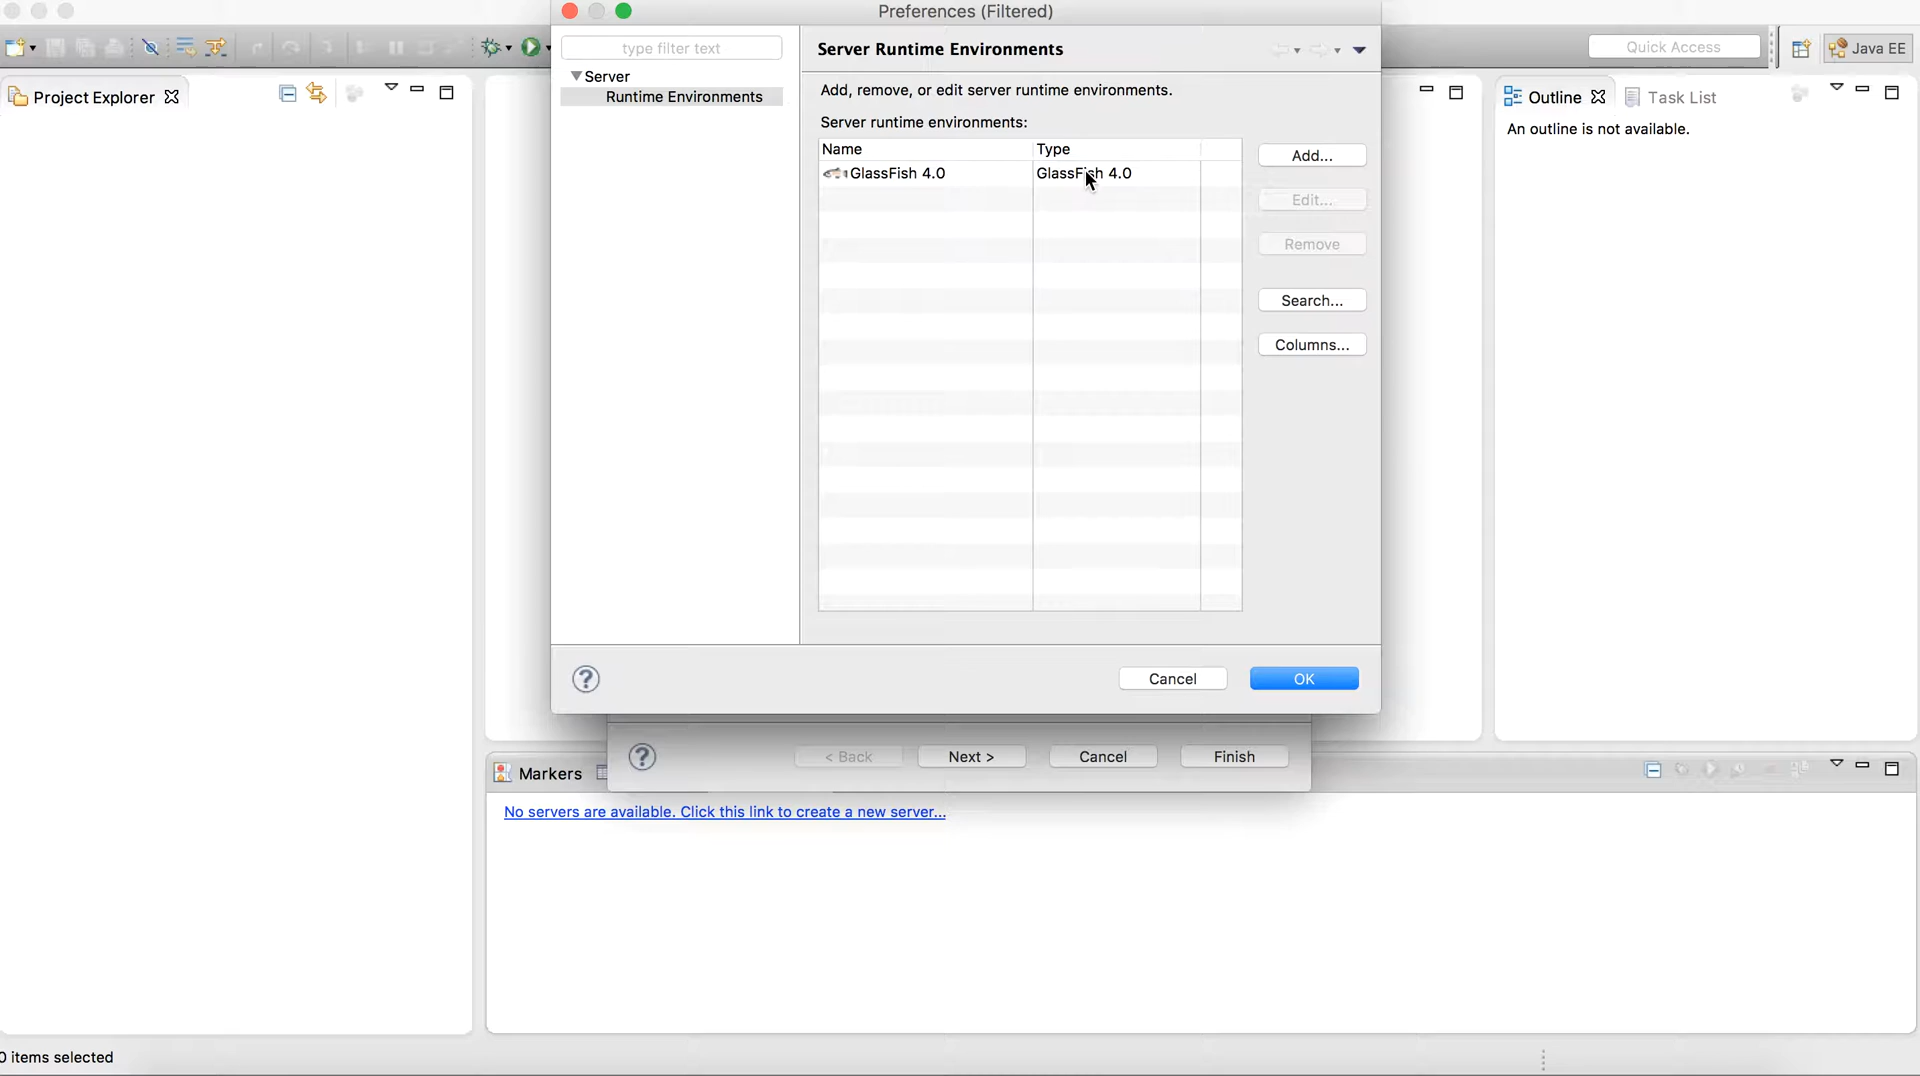 Preferences (Filtered)
type filter text
Server
Runtime Environments
Server Runtime Environments
Add, remove, or edit server runtime environments.
Server runtime environments:
Name Type
GlassFish 4.0 GlassFish 4.0
Add...
Edit...
Remove
Search...
Columns...
Cancel OK
Quick Access
Java EE
Project Explorer
Outline Task List
An outline is not available.
< Back Next > Cancel Finish
Markers
No servers are available. Click this link to create a new server...
0 items selected